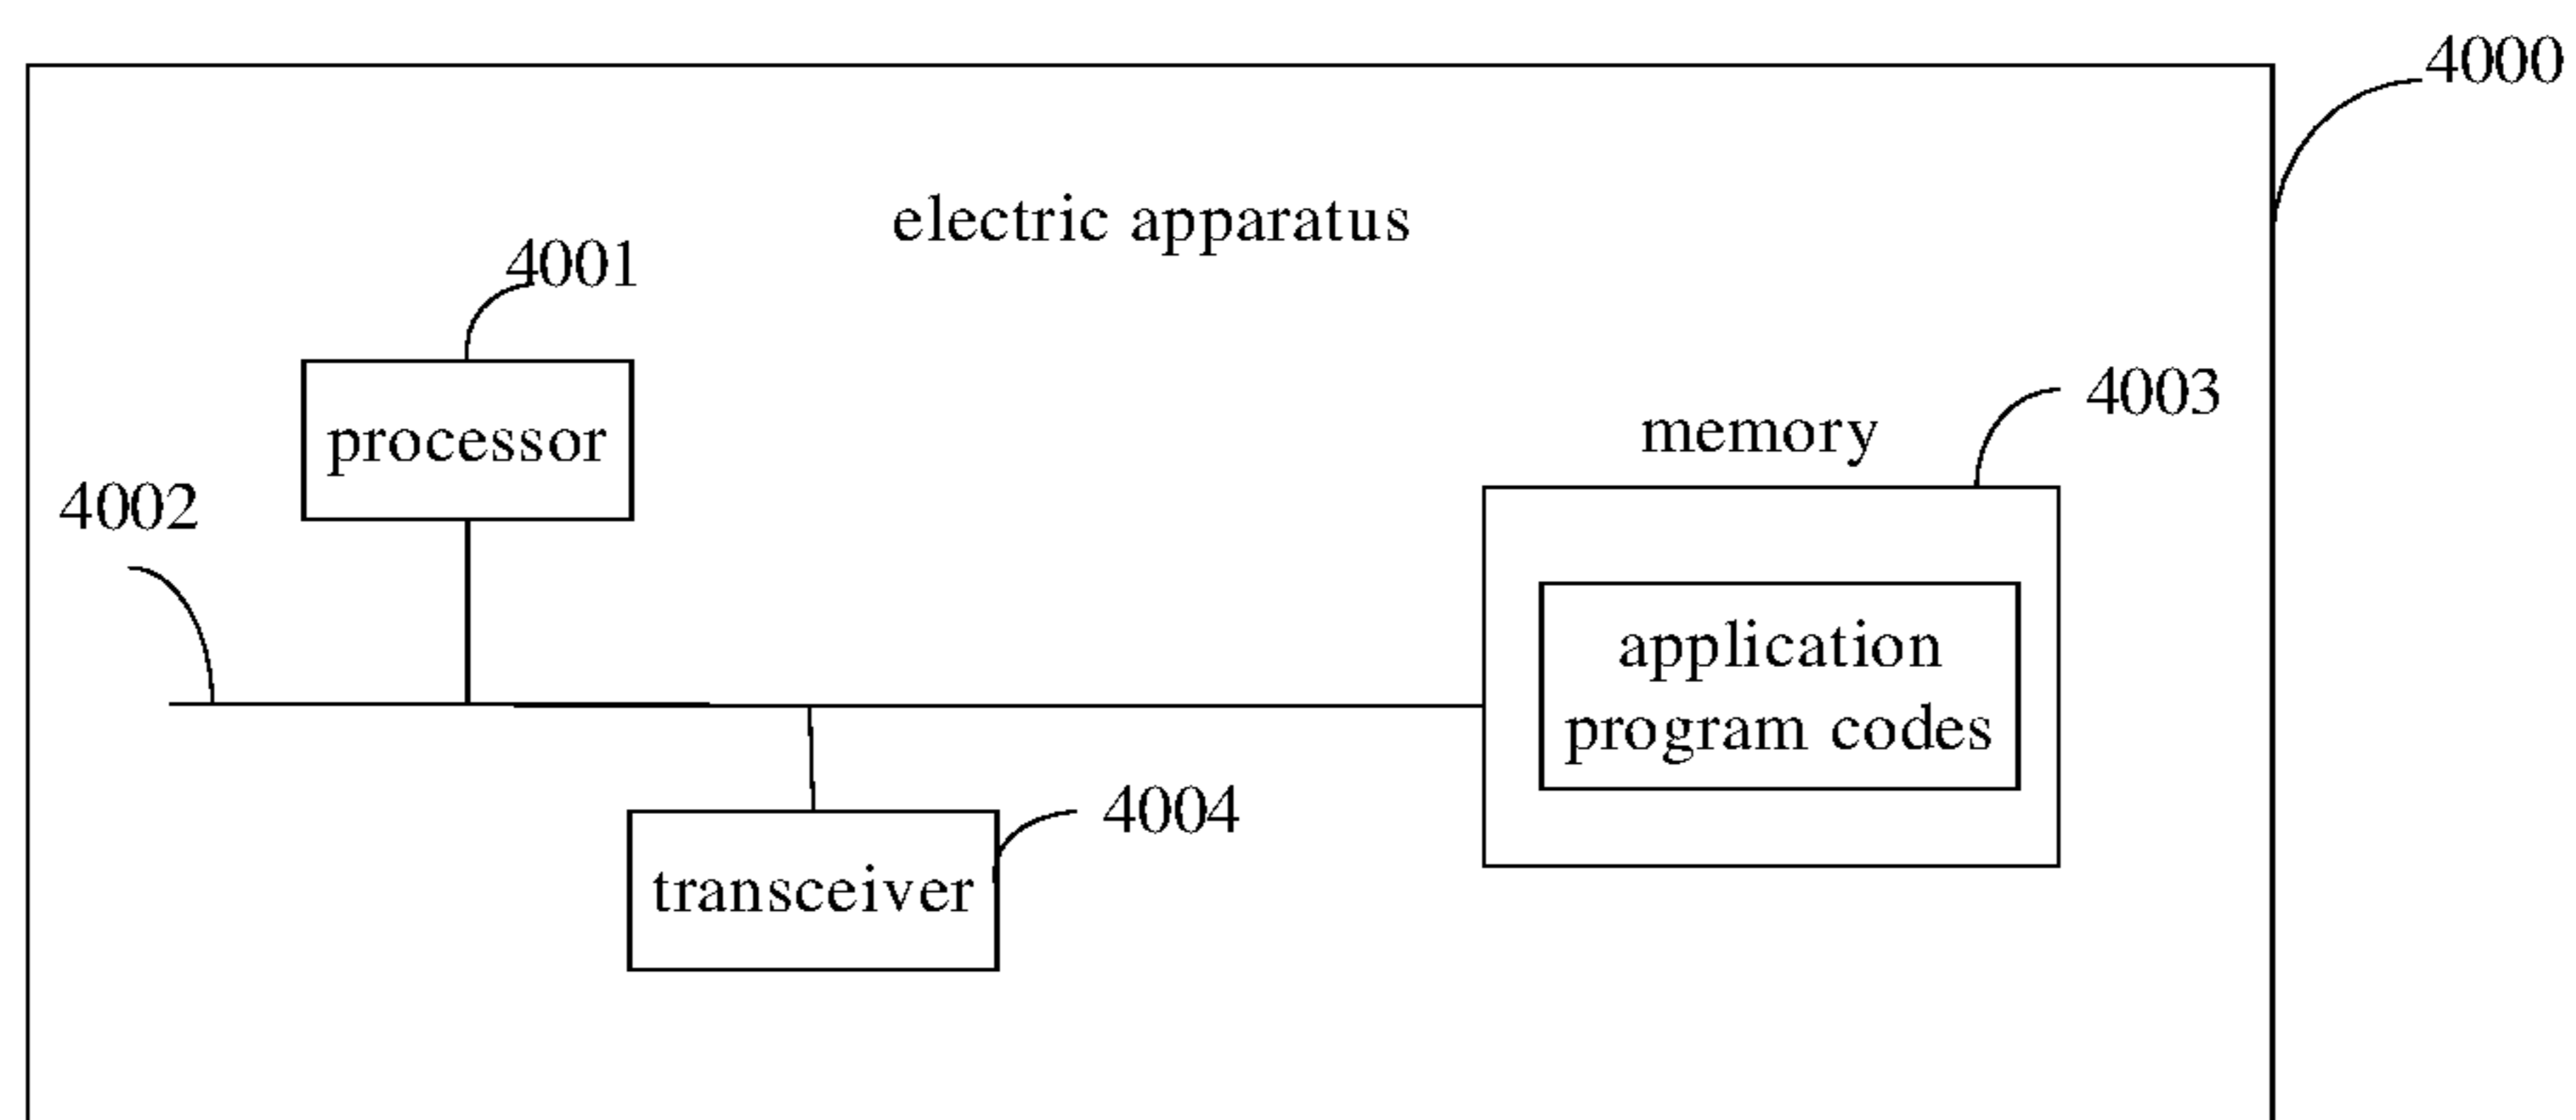 4000
electric apparatus
4001
processor
4003
memory
4002
application
program codes
4004
transceiver